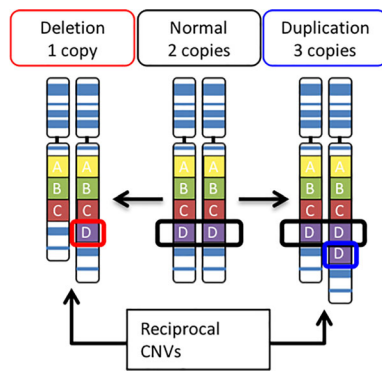 Deletion
1 copy
Normal
2 copies
Duplication
3 copies
A A A A A A
B B B B B B
C C C C C C
D D D D D
D
Reciprocal
CNVs